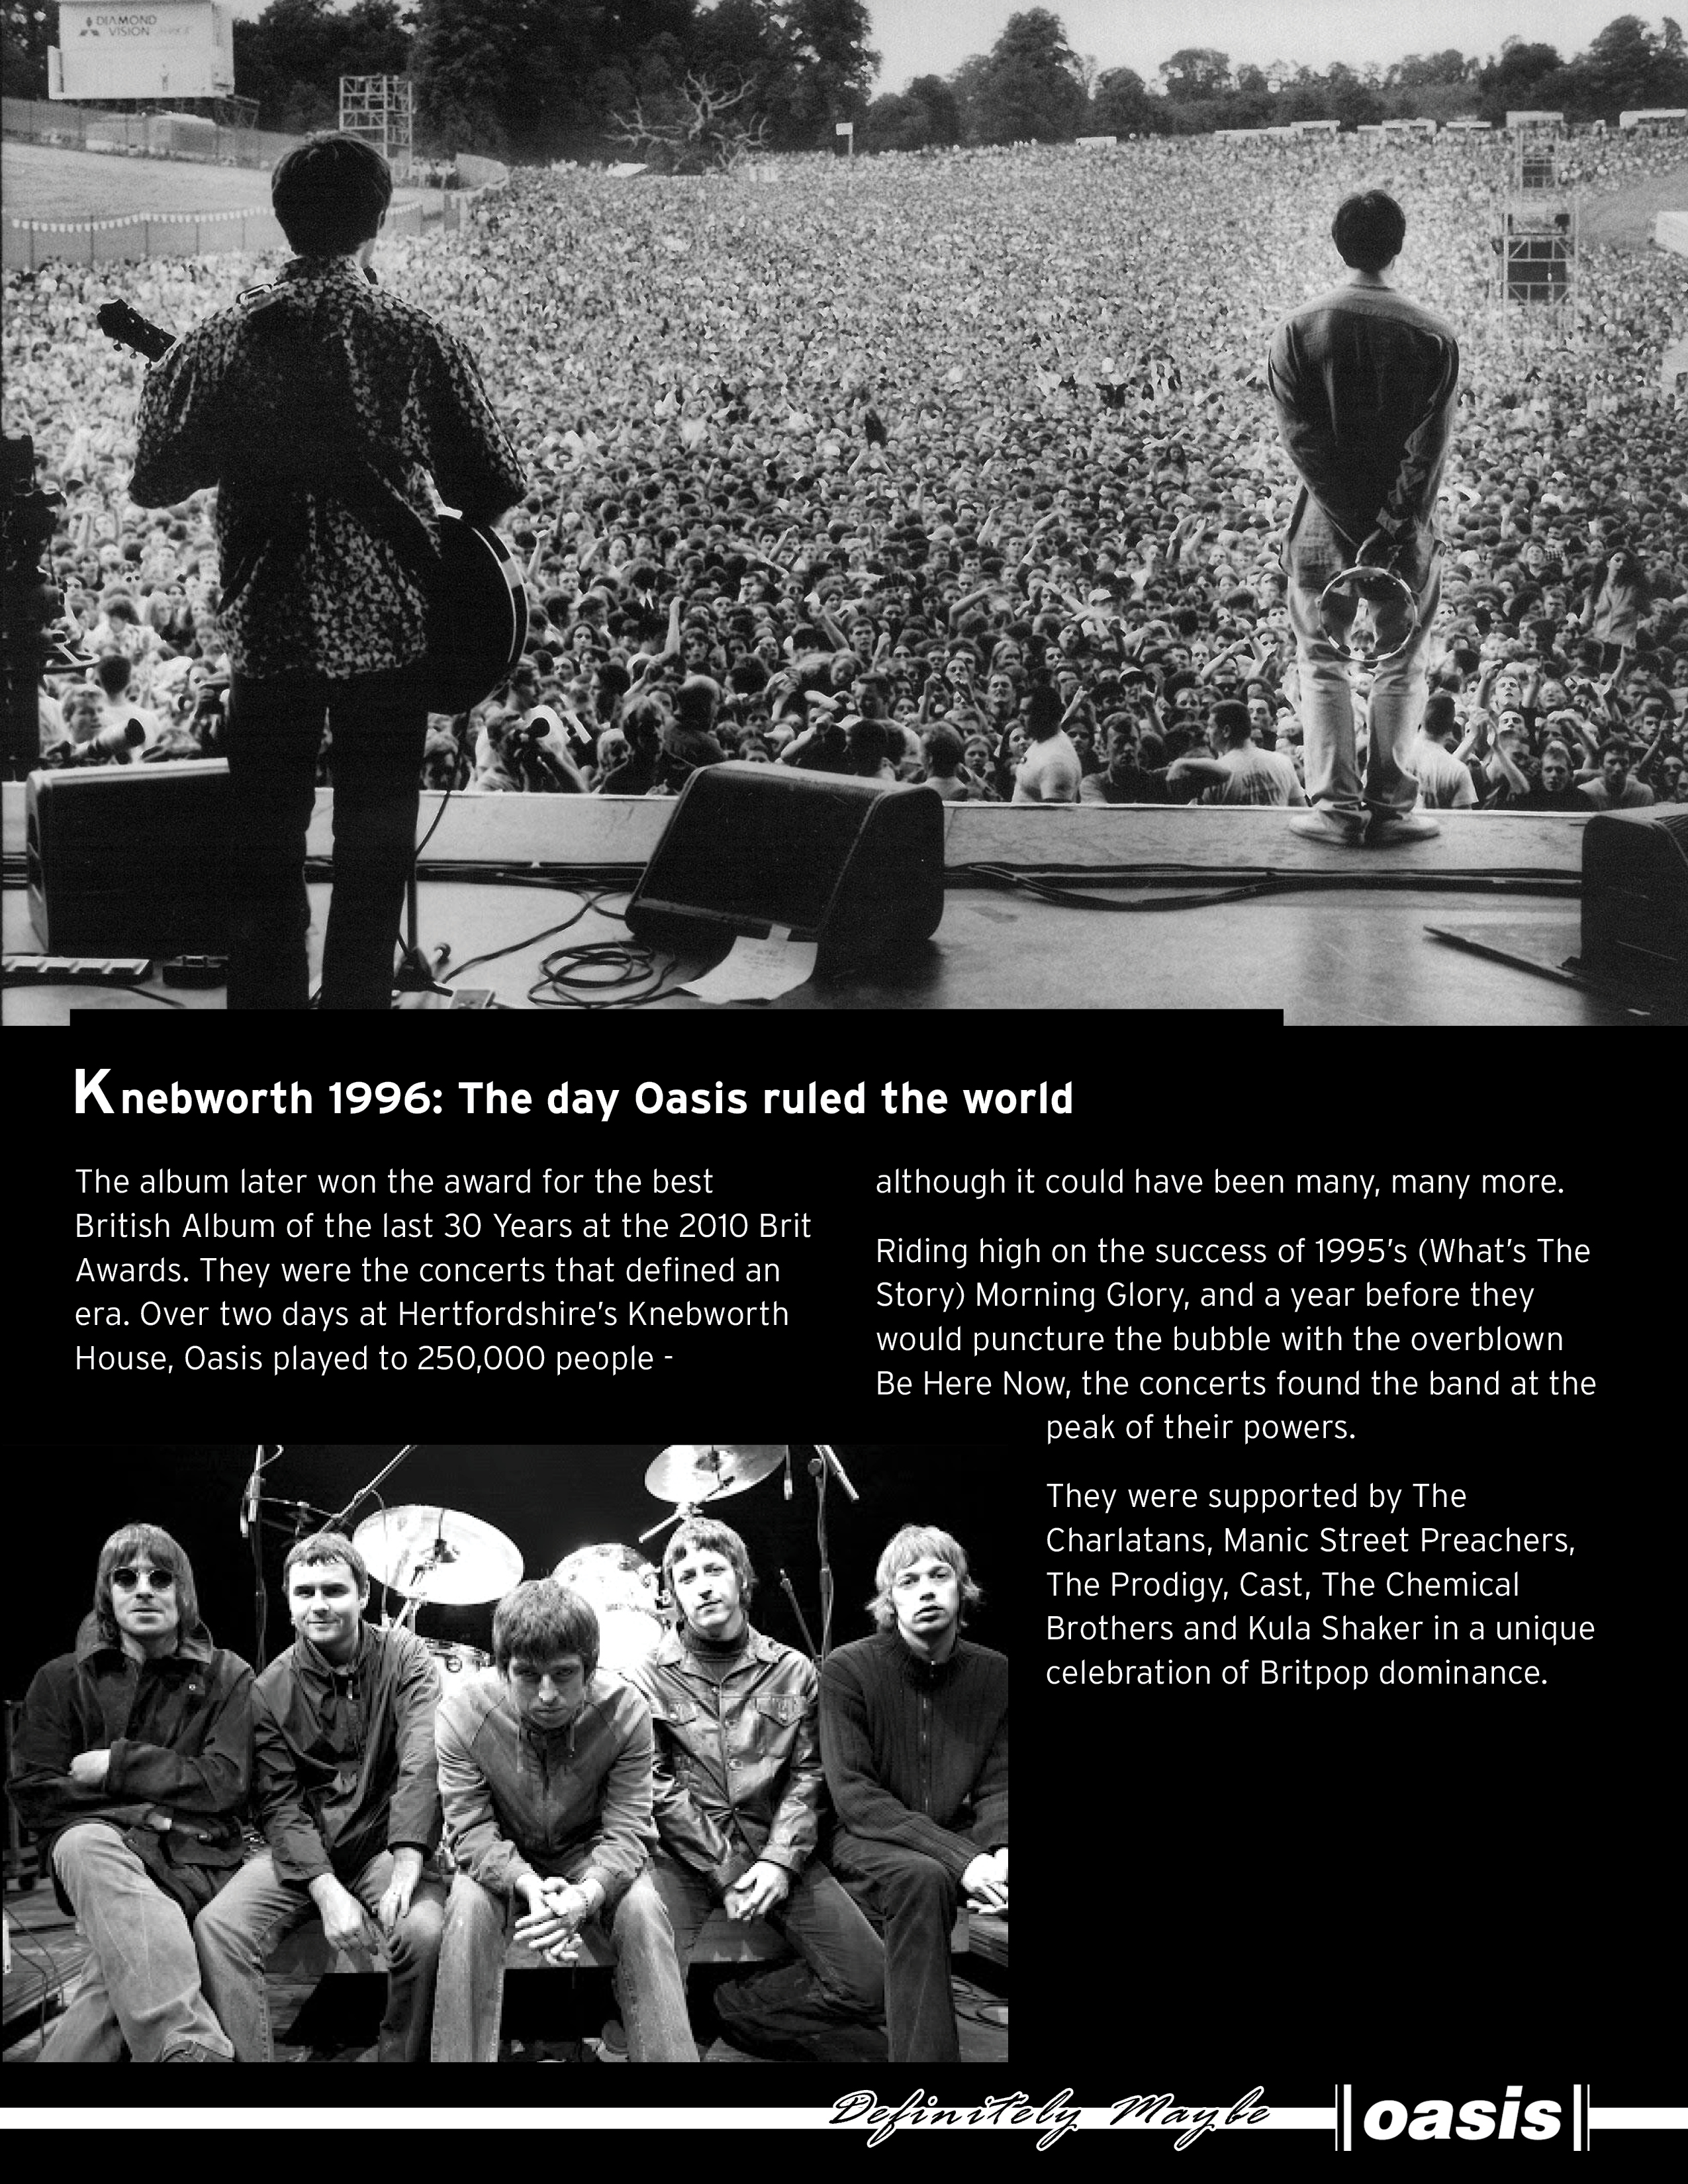 DIAMOND
VISION
Knebworth 1996: The day Oasis ruled the world
The album later won the award for the best
British Album of the last 30 Years at the 2010 Brit
Awards. They were the concerts that defined an
era. Over two days at Hertfordshire’s Knebworth
House, Oasis played to 250,000 people -
although it could have been many, many more.
Riding high on the success of 1995’s (What’s The
Story) Morning Glory, and a year before they
would puncture the bubble with the overblown
Be Here Now, the concerts found the band at the
peak of their powers.
They were supported by The
Charlatans, Manic Street Preachers,
The Prodigy, Cast, The Chemical
Brothers and Kula Shaker in a unique
celebration of Britpop dominance.
Definitely Maybe
oasis